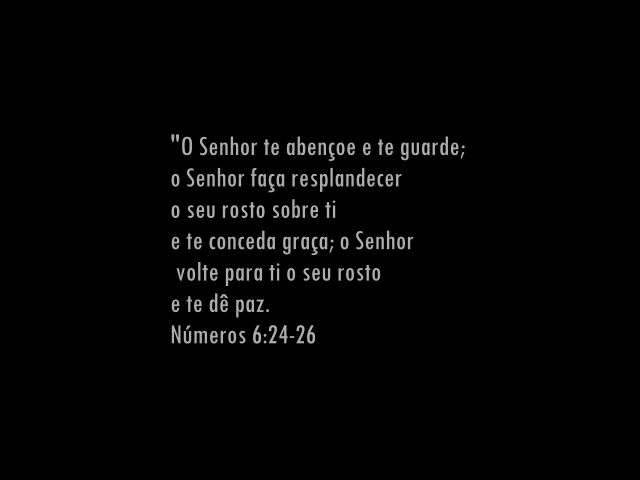 "O Senhor te abençoe e te guarde;
o Senhor faça resplandecer
o seu rosto sobre ti
e te conceda graça; o Senhor
volte para ti o seu rosto
e te dê paz.
Números 6:24-26